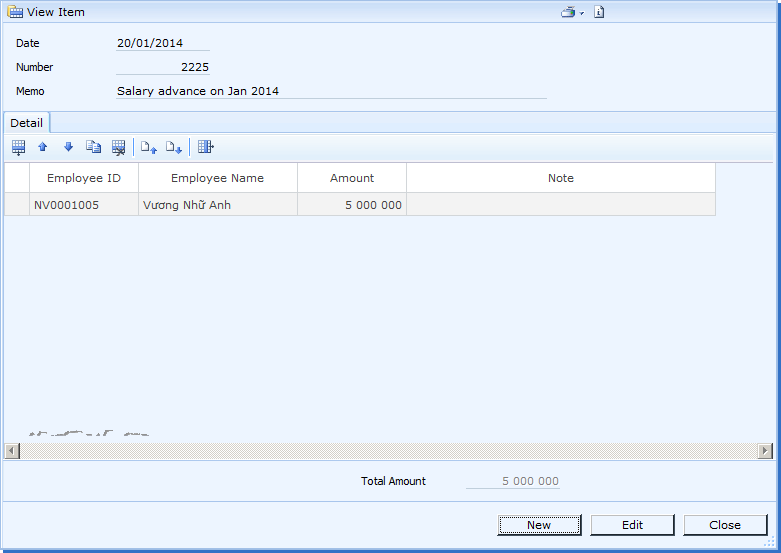 View Item
Date 20/01/2014
Number 2225
Memo Salary advance on Jan 2014
Detail
Employee ID Employee Name Amount Note
NV0001005 Vương Nhữ Anh 5 000 000
Total Amount 5 000 000
New Edit Close